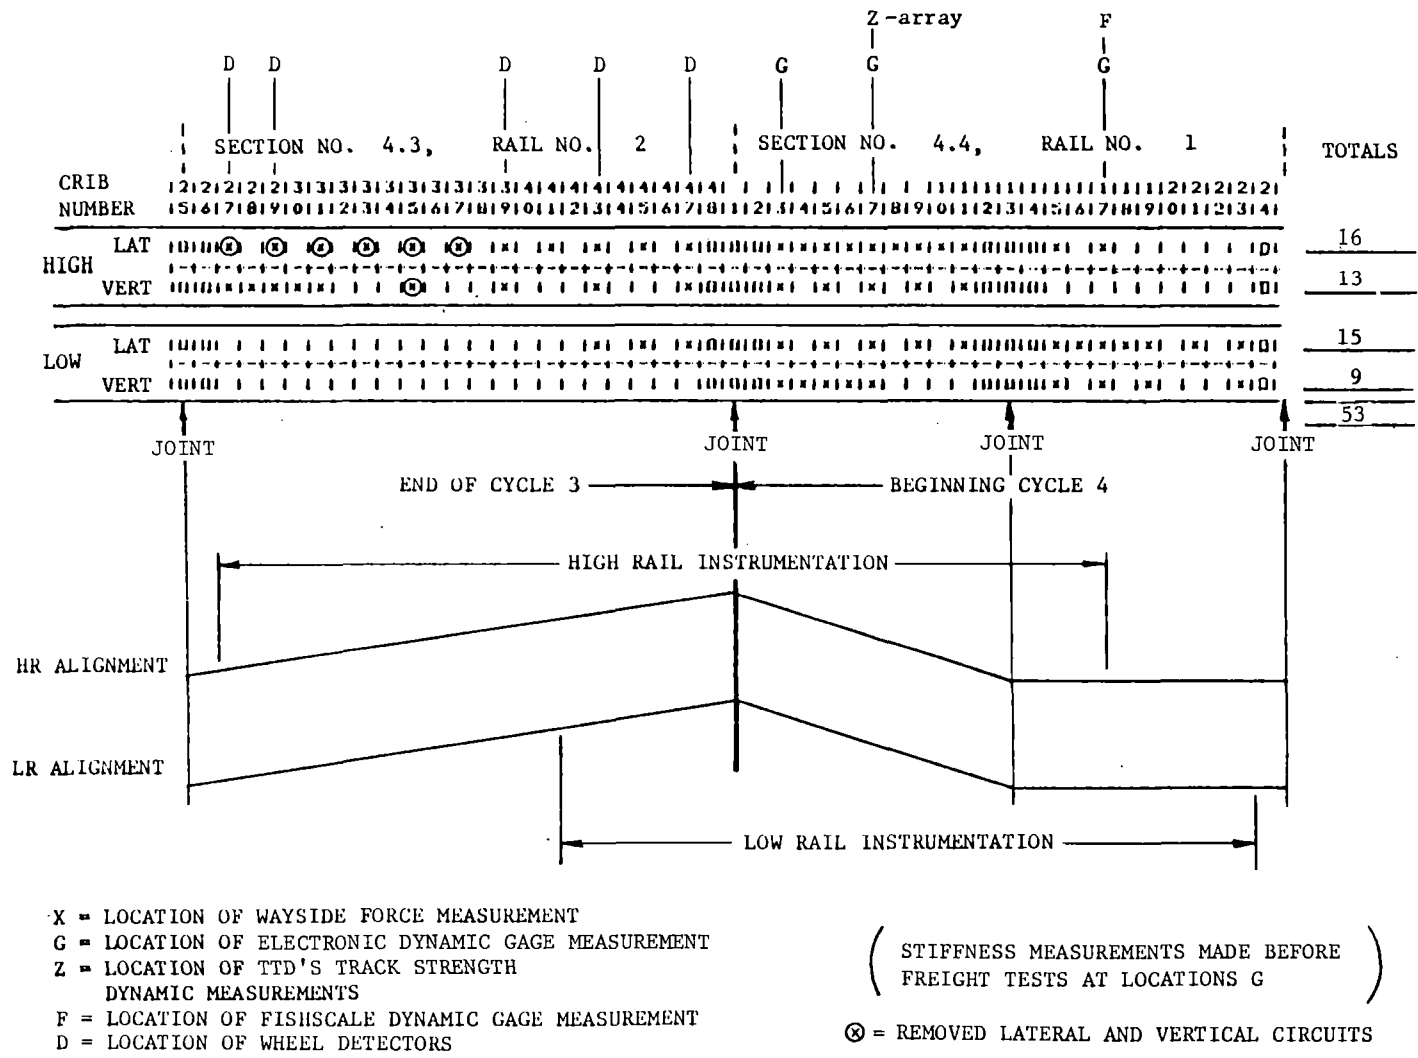 Z-array F
D D D D D G G G
SECTION NO. 4.3, RAIL NO. 2 SECTION NO. 4.4, RAIL NO. 1 TOTALS
CRIB
NUMBER
HIGH LAT 16
VERT 13
LOW LAT 15
VERT 9
53
JOINT JOINT JOINT JOINT
END OF CYCLE 3 BEGINNING CYCLE 4
HIGH RAIL INSTRUMENTATION
HR ALIGNMENT
LR ALIGNMENT
LOW RAIL INSTRUMENTATION
X = LOCATION OF WAYSIDE FORCE MEASUREMENT
G = LOCATION OF ELECTRONIC DYNAMIC GAGE MEASUREMENT
Z = LOCATION OF TTD'S TRACK STRENGTH
DYNAMIC MEASUREMENTS
F = LOCATION OF FISHSCALE DYNAMIC GAGE MEASUREMENT
D = LOCATION OF WHEEL DETECTORS
(STIFFNESS MEASUREMENTS MADE BEFORE
FREIGHT TESTS AT LOCATIONS G)
ⓧ = REMOVED LATERAL AND VERTICAL CIRCUITS